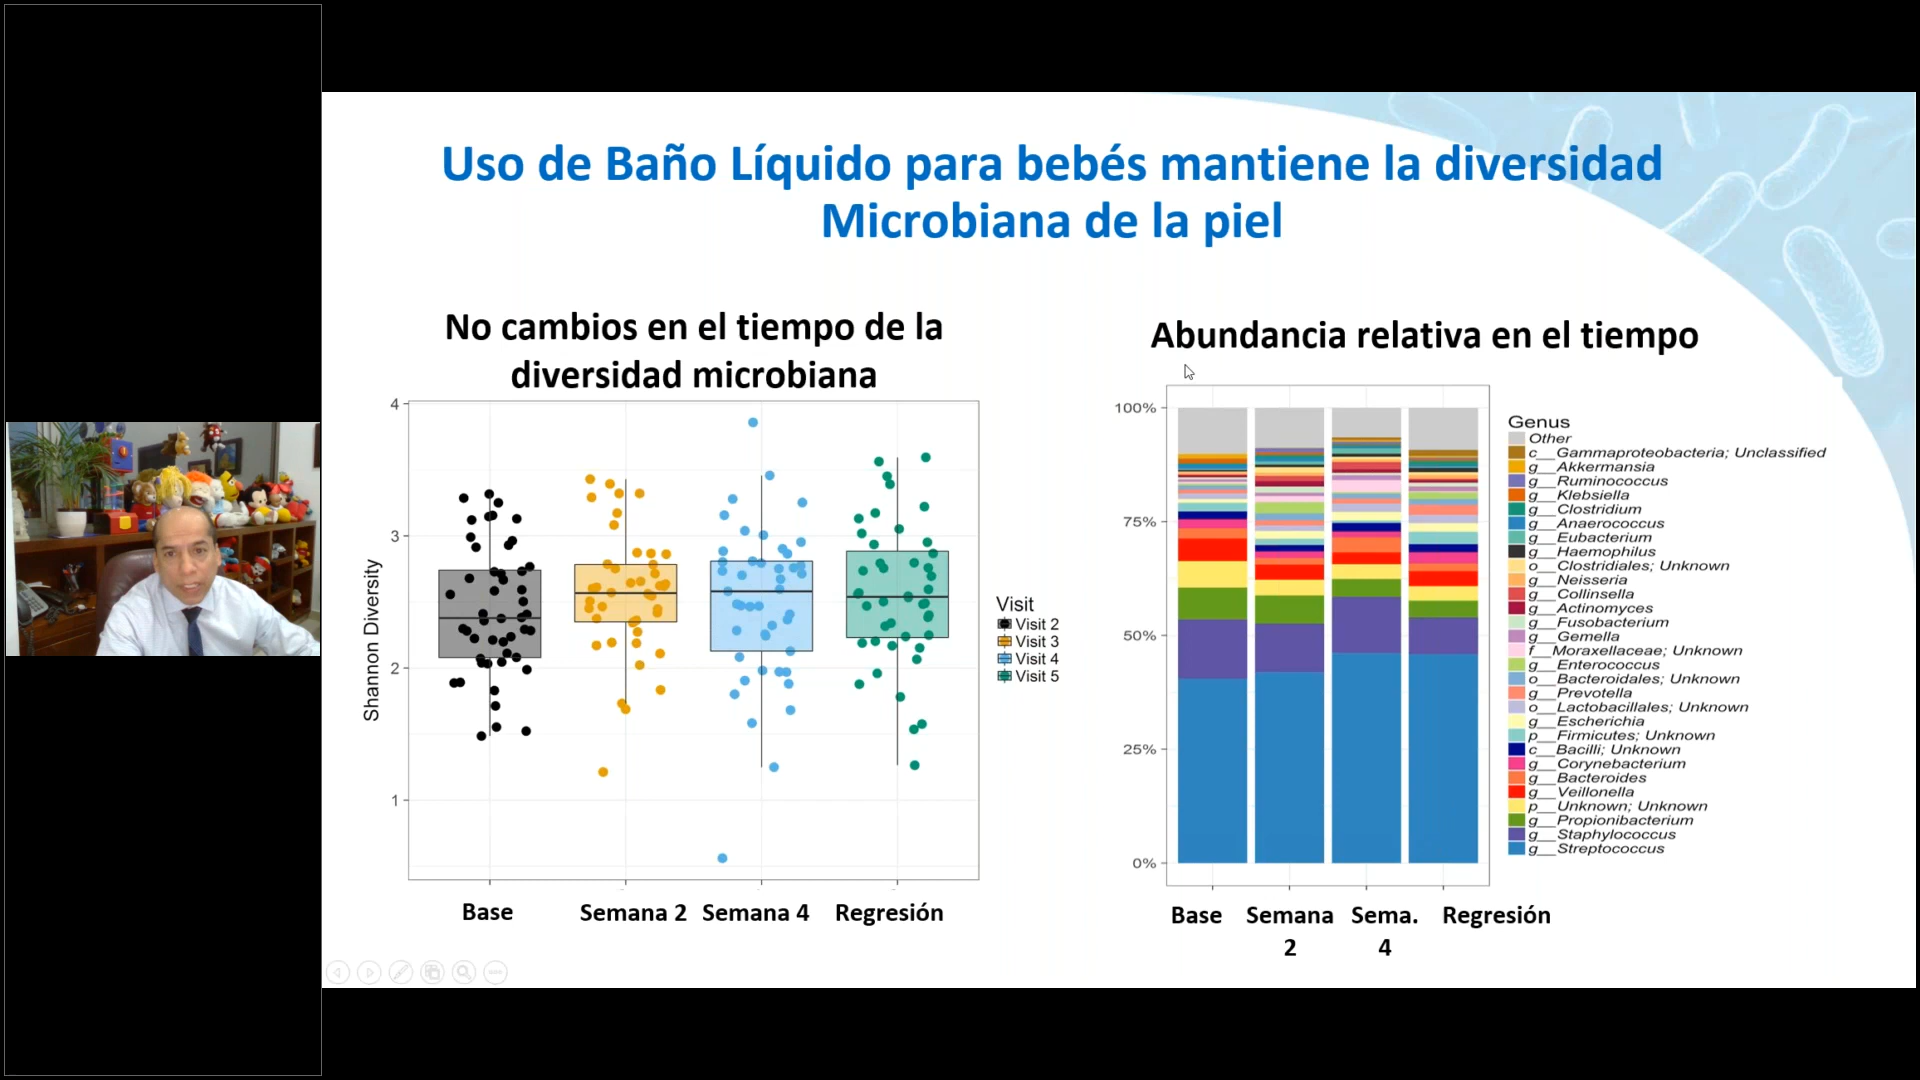 Uso de Baño Líquido para bebés mantiene la diversidad
Microbiana de la piel
No cambios en el tiempo de la
diversidad microbiana
4
3
2
1
Shannon Diversity
Base
Semana 2
Semana 4
Regresión
Visit
Visit 2
Visit 3
Visit 4
Visit 5
Abundancia relativa en el tiempo
100%
75%
50%
25%
0%
Base
Semana
2
Sema.
4
Regresión
Genus
Other
c__Gammaproteobacteria; Unclassified
g__Akkermansia
g__Ruminococcus
g__Klebsiella
g__Clostridium
g__Anaerococcus
g__Eubacterium
g__Haemophilus
o__Clostridiales; Unknown
g__Neisseria
g__Collinsella
g__Actinomyces
g__Fusobacterium
g__Gemella
f__Moraxellaceae; Unknown
g__Enterococcus
o__Bacteroidales; Unknown
g__Prevotella
o__Lactobacillales; Unknown
g__Escherichia
p__Firmicutes; Unknown
c__Bacilli; Unknown
g__Corynebacterium
g__Bacteroides
g__Veillonella
p__Unknown; Unknown
g__Propionibacterium
g__Staphylococcus
g__Streptococcus